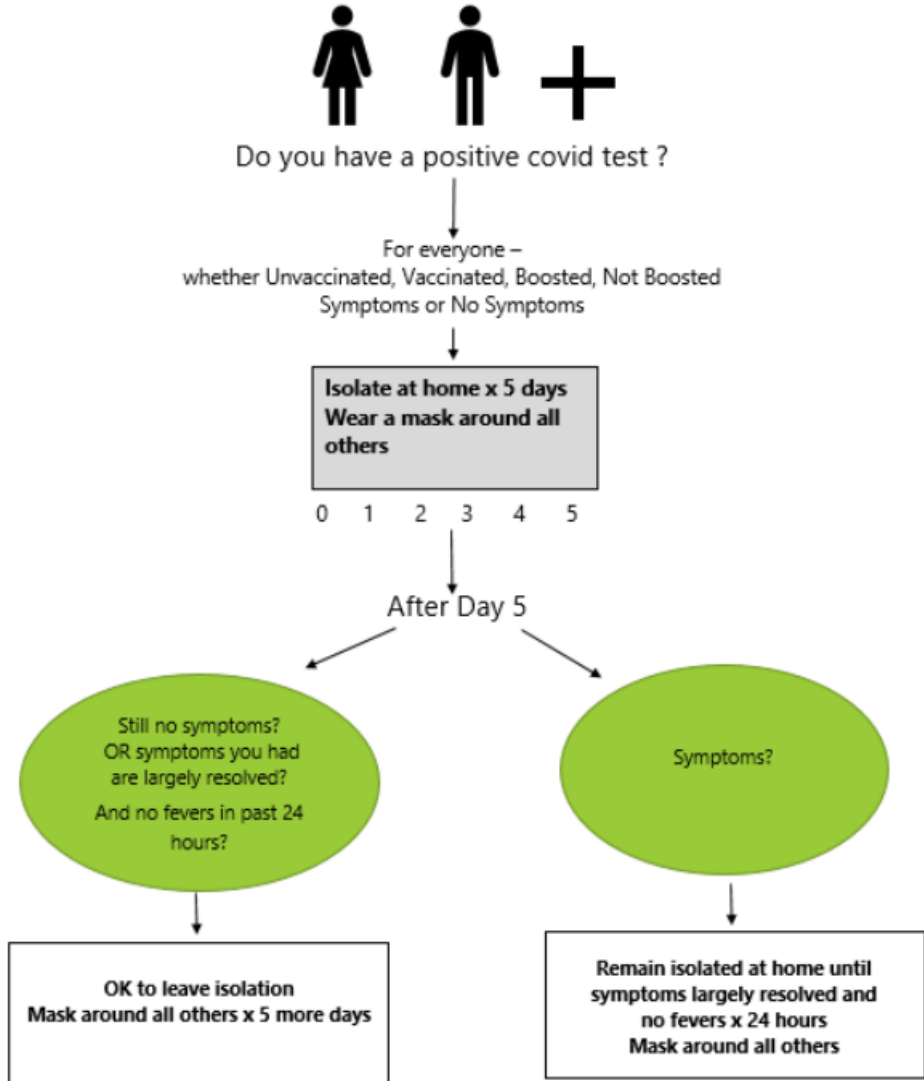 Do you have a positive covid test ?
For everyone –
whether Unvaccinated, Vaccinated, Boosted, Not Boosted
Symptoms or No Symptoms
Isolate at home x 5 days
Wear a mask around all
others
0 1 2 3 4 5
After Day 5
Still no symptoms?
OR symptoms you had
are largely resolved?
And no fevers in past 24
hours?
OK to leave isolation
Mask around all others x 5 more days
Symptoms?
Remain isolated at home until
symptoms largely resolved and
no fevers x 24 hours
Mask around all others